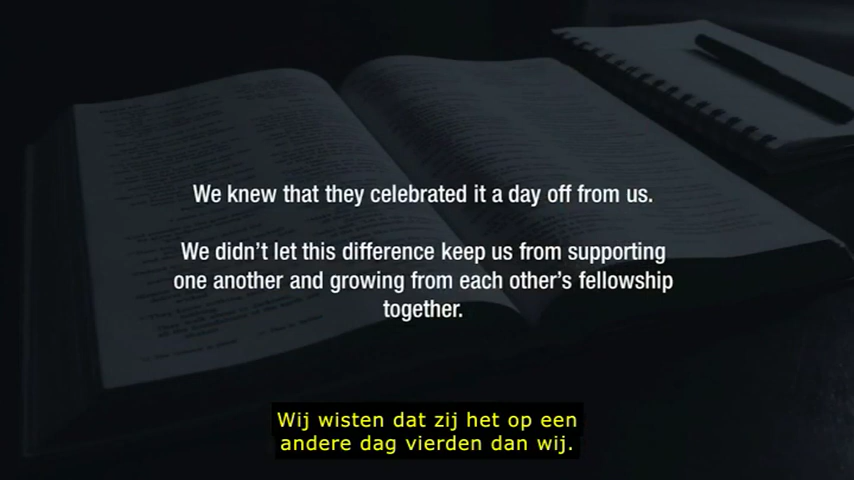 We knew that they celebrated it a day off from us.
We didn't let this difference keep us from supporting
one another and growing from each other's fellowship
together.
Wij wisten dat zij het op een
andere dag vierden dan wij.